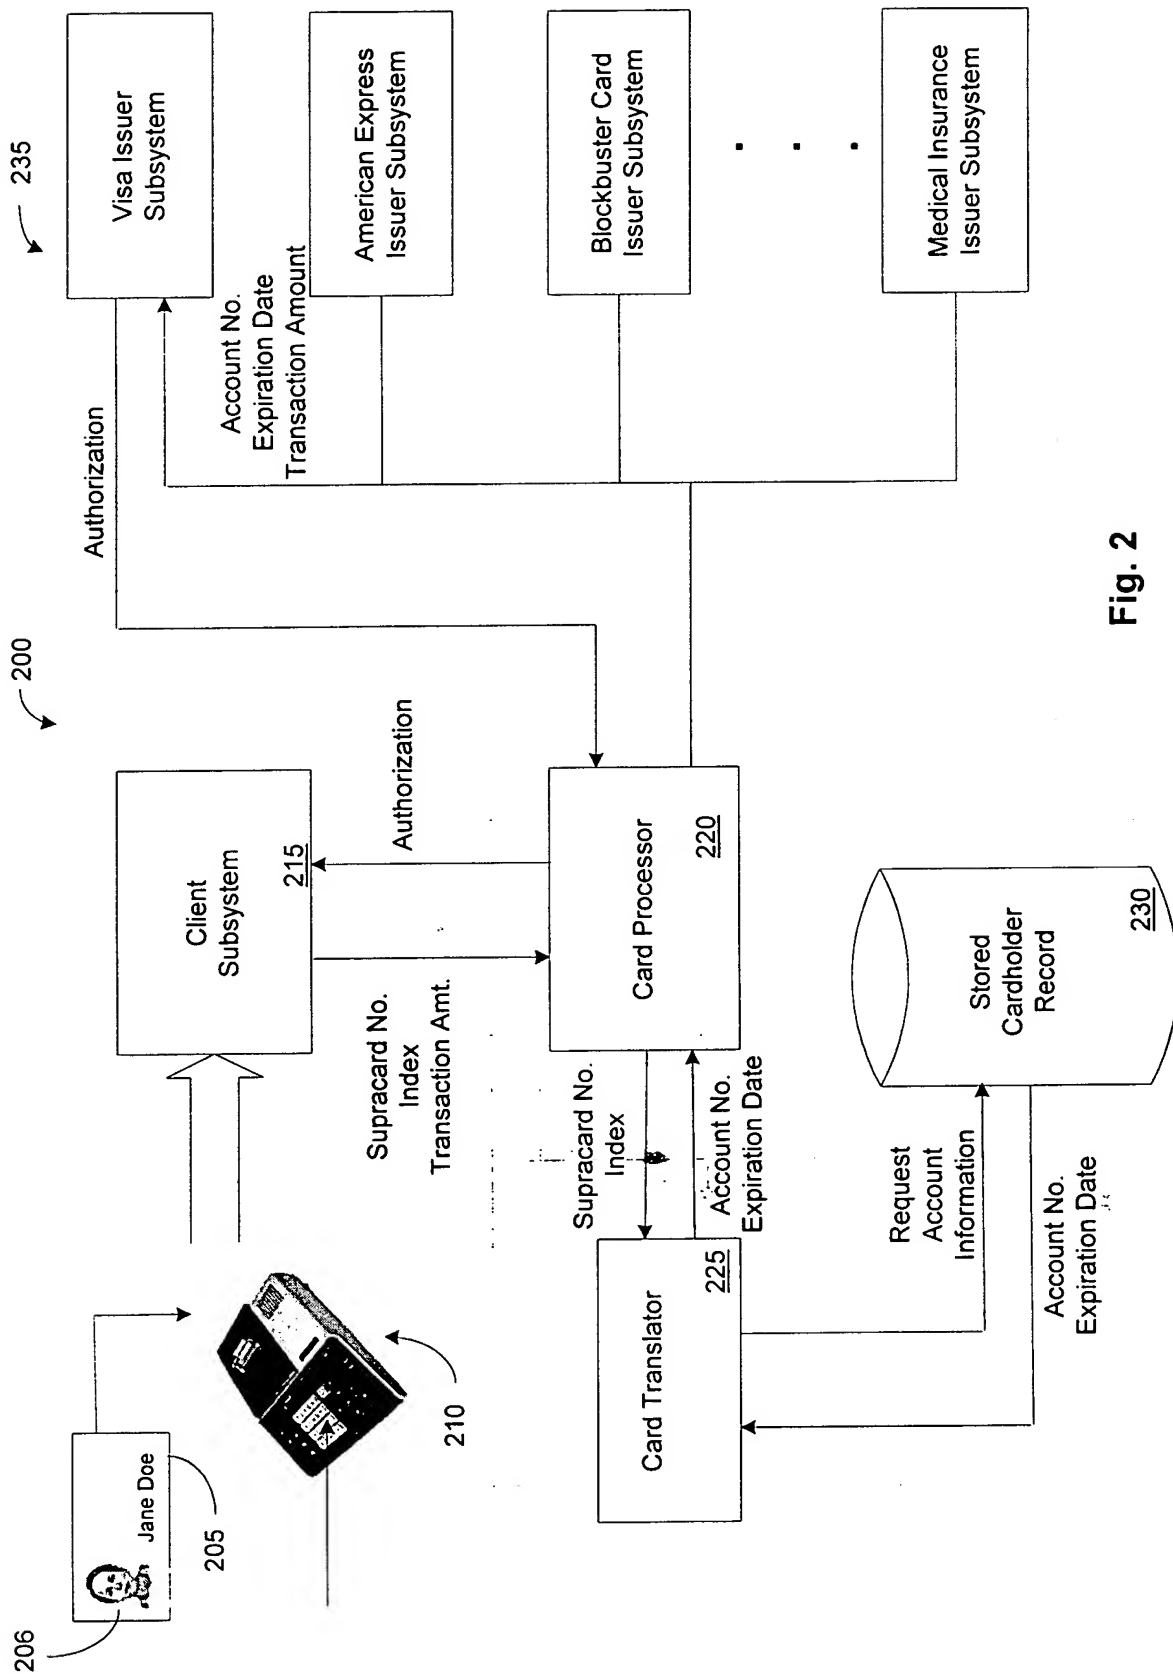 206
Jane Doe
205
210
200
235
Client
Subsystem
215
Supracard No.
Index
Transaction Amt.
Authorization
Card Processor
220
Supracard No.
Index
Account No.
Expiration Date
Card Translator
225
Request
Account
Information
Account No.
Expiration Date
Stored
Cardholder
Record
230
Authorization
Account No.
Expiration Date
Transaction Amount
Visa Issuer
Subsystem
American Express
Issuer Subsystem
Blockbuster Card
Issuer Subsystem
Medical Insurance
Issuer Subsystem
Fig. 2